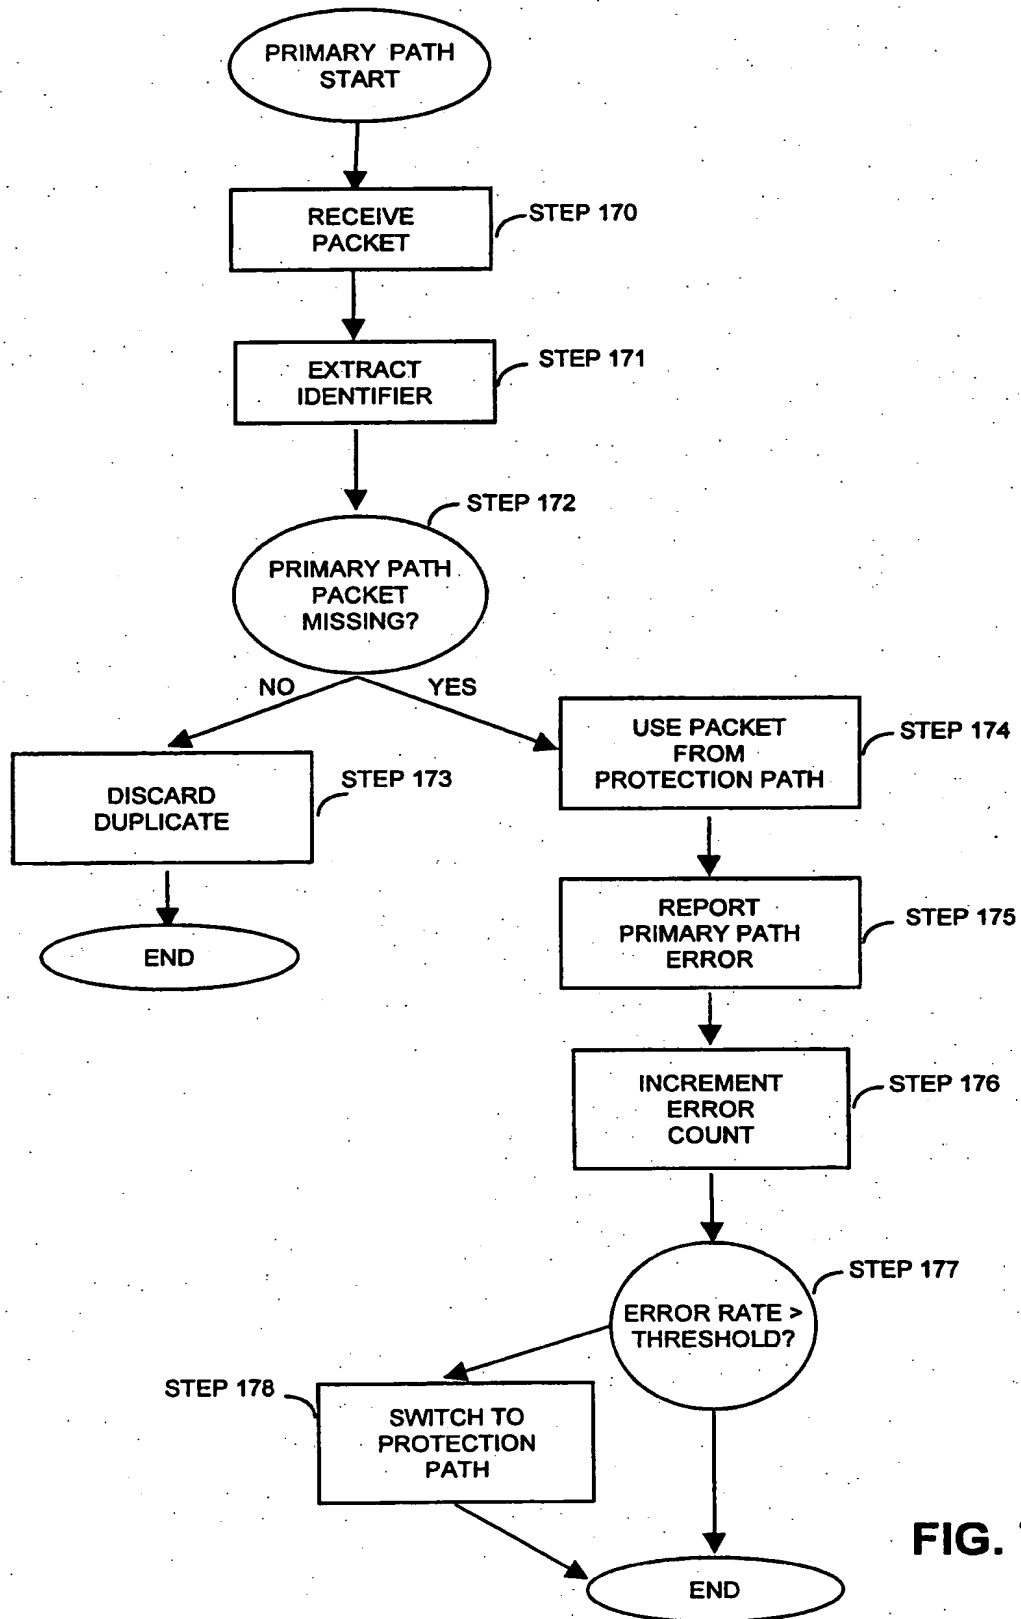 PRIMARY PATH
START
RECEIVE
PACKET
STEP 170
EXTRACT
IDENTIFIER
STEP 171
STEP 172
PRIMARY PATH
PACKET
MISSING?
NO
YES
DISCARD
DUPLICATE
STEP 173
USE PACKET
FROM
PROTECTION PATH
STEP 174
END
REPORT
PRIMARY PATH
ERROR
STEP 175
INCREMENT
ERROR
COUNT
STEP 176
ERROR RATE >
THRESHOLD?
STEP 177
STEP 178
SWITCH TO
PROTECTION
PATH
FIG.
END